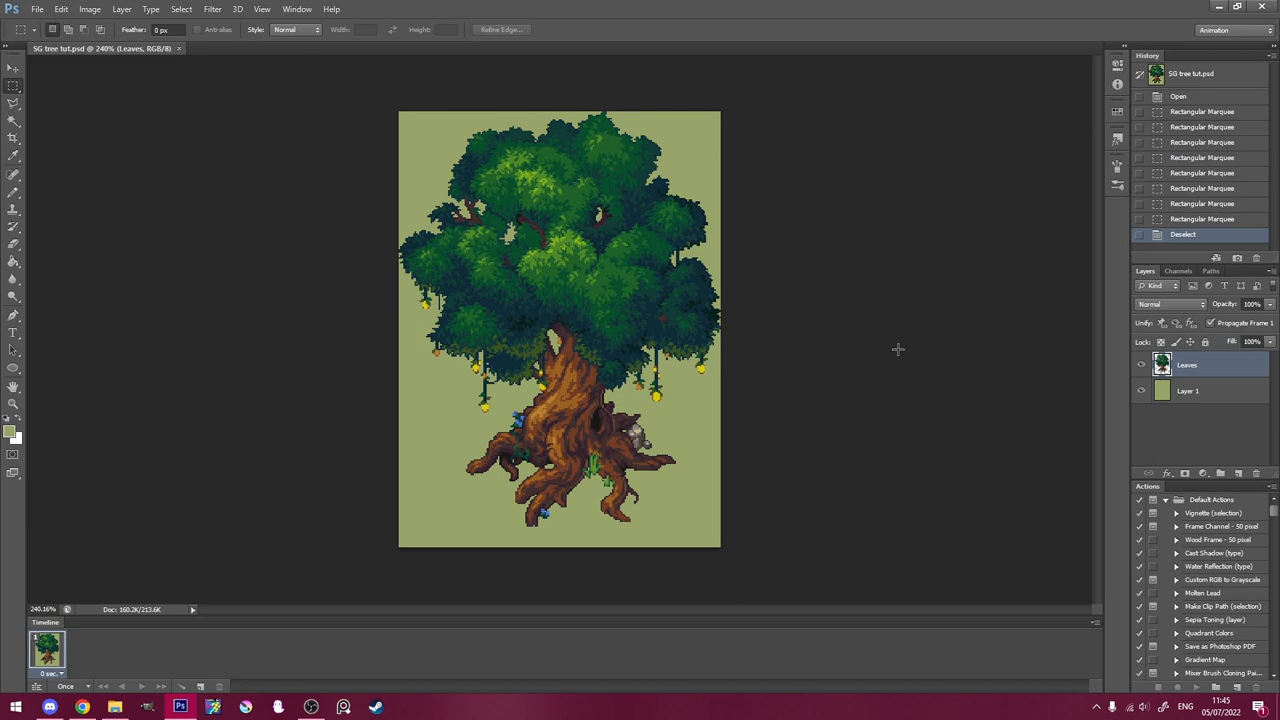 Ps File Edit Image Layer Type Select Filter 3D View Window Help
Feather: 0 px Anti-alias Style: Normal Width: Height: Refine Edge... Animation
SG tree tut.psd @ 240% (Leaves, RGB/8) ×
History
SG tree tut.psd
Open
Rectangular Marquee
Rectangular Marquee
Rectangular Marquee
Rectangular Marquee
Rectangular Marquee
Rectangular Marquee
Rectangular Marquee
Rectangular Marquee
Deselect
Layers Channels Paths
Kind
Normal Opacity: 100%
Unify: Propagate Frame 1
Lock: Fill: 100%
Leaves
Layer 1
Actions
Default Actions
Vignette (selection)
Frame Channel - 50 pixel
Wood Frame - 50 pixel
Cast Shadow (type)
Water Reflection (type)
Custom RGB to Grayscale
Molten Lead
Make Clip Path (selection)
Sepia Toning (layer)
Quadrant Colors
Save as Photoshop PDF
Gradient Map
Mixer Brush Cloning Pai...
240.16% Doc: 160.2K/213.6K
Timeline
1
0 sec.
Once
Ps ENG 11:45
05/07/2022 1